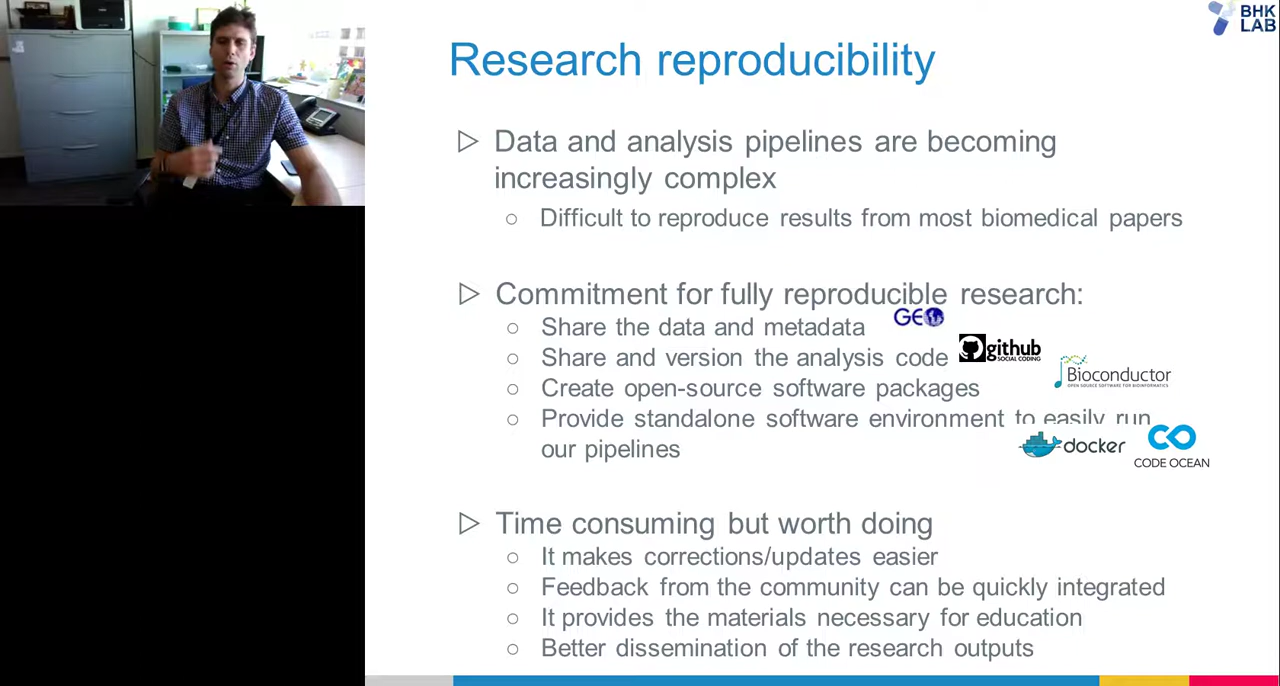 BHK
LAB
Research reproducibility
Data and analysis pipelines are becoming
increasingly complex
Difficult to reproduce results from most biomedical papers
Commitment for fully reproducible research:
Share the data and metadata
GEO
Share and version the analysis code
github
SOCIAL CODING
Create open-source software packages
Bioconductor
OPEN SOURCE SOFTWARE FOR BIOINFORMATICS
Provide standalone software environment to easily run
our pipelines
docker
CODE OCEAN
Time consuming but worth doing
It makes corrections/updates easier
Feedback from the community can be quickly integrated
It provides the materials necessary for education
Better dissemination of the research outputs